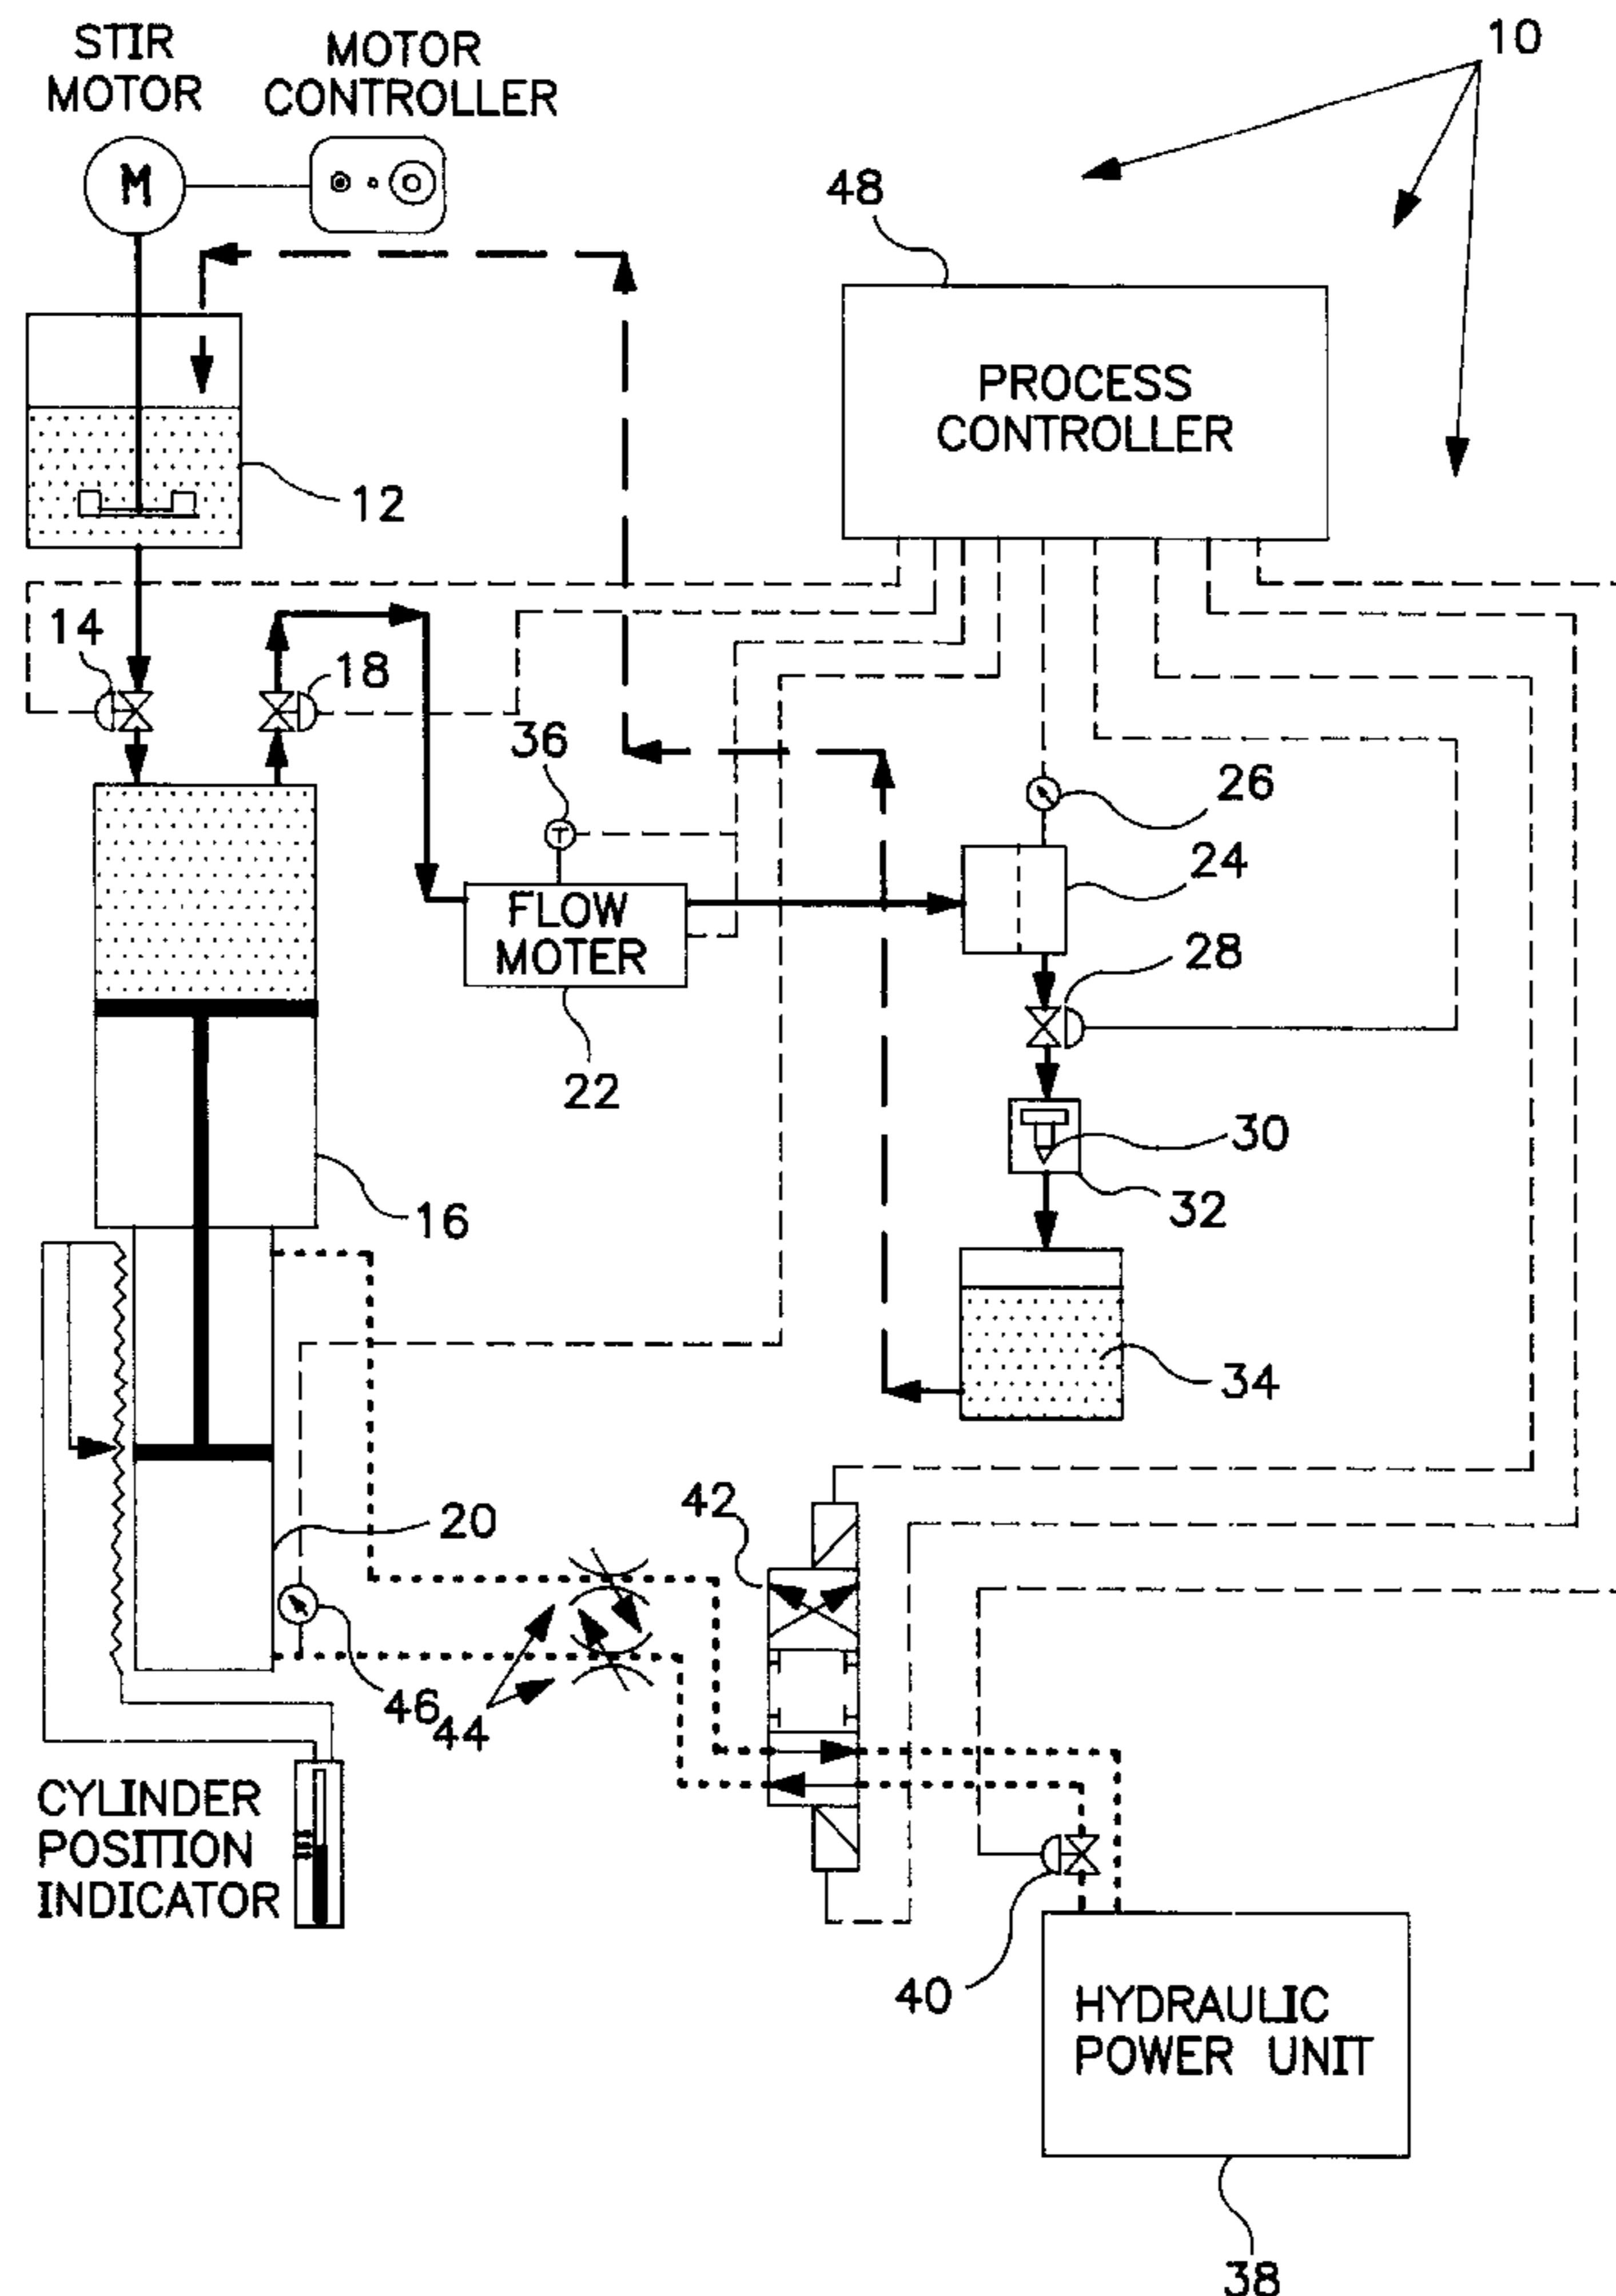 STIR
MOTOR
MOTOR
CONTROLLER
10
M
48
PROCESS
CONTROLLER
12
14
18
36
T
26
24
FLOW
MOTER
28
22
30
32
16
34
42
20
46
44
CYLINDER
POSITION
INDICATOR
40
HYDRAULIC
POWER UNIT
38